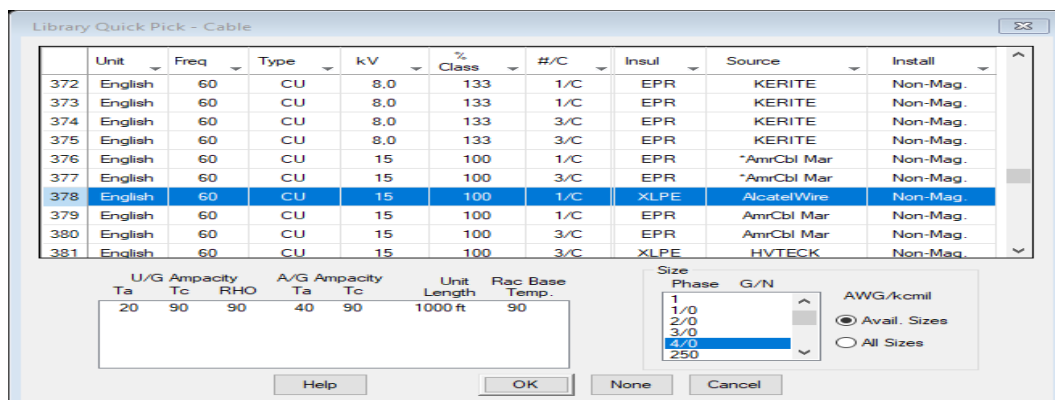 Library Quick Pick - Cable
Unit Freq Type kV % Class #/C Insul Source Install
372 English 60 CU 8,0 133 1/C EPR KERITE Non-Mag.
373 English 60 CU 8,0 133 1/C EPR KERITE Non-Mag.
374 English 60 CU 8,0 133 3/C EPR KERITE Non-Mag.
375 English 60 CU 8,0 133 3/C EPR KERITE Non-Mag.
376 English 60 CU 15 100 1/C EPR *AmrCbl Mar Non-Mag.
377 English 60 CU 15 100 3/C EPR *AmrCbl Mar Non-Mag.
378 English 60 CU 15 100 1/C XLPE AlcatelWire Non-Mag.
379 English 60 CU 15 100 1/C EPR AmrCbl Mar Non-Mag.
380 English 60 CU 15 100 3/C EPR AmrCbl Mar Non-Mag.
381 English 60 CU 15 100 3/C XLPE HVTECK Non-Mag.
U/G Ampacity A/G Ampacity Unit Rac Base
Ta Tc RHO Ta Tc Length Temp.
20 90 90 40 90 1000 ft 90
Size
Phase G/N
1
1/0
2/0
3/0
4/0
250
AWG/kcmil
Avail. Sizes
All Sizes
Help OK None Cancel